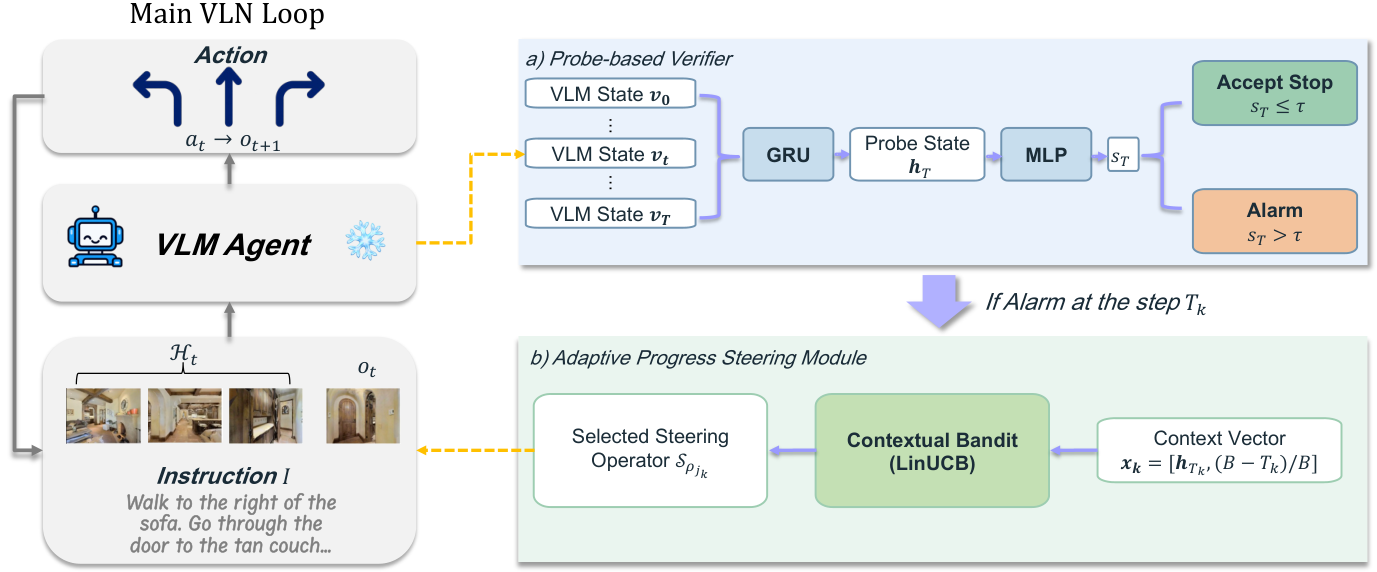 Main VLN Loop
Action
a_t → o_{t+1}
VLM Agent
ℋ_t
o_t
Instruction I
Walk to the right of the
sofa. Go through the
door to the tan couch...
a) Probe-based Verifier
VLM State v_0
⋮
VLM State v_t
⋮
VLM State v_T
GRU
Probe State
h_T
MLP
s_T
Accept Stop
s_T ≤ τ
Alarm
s_T > τ
If Alarm at the step T_k
b) Adaptive Progress Steering Module
Selected Steering
Operator 𝒮_{ρ_{j_k}}
Contextual Bandit
(LinUCB)
Context Vector
x_k = [h_{T_k}, (B − T_k)/B]